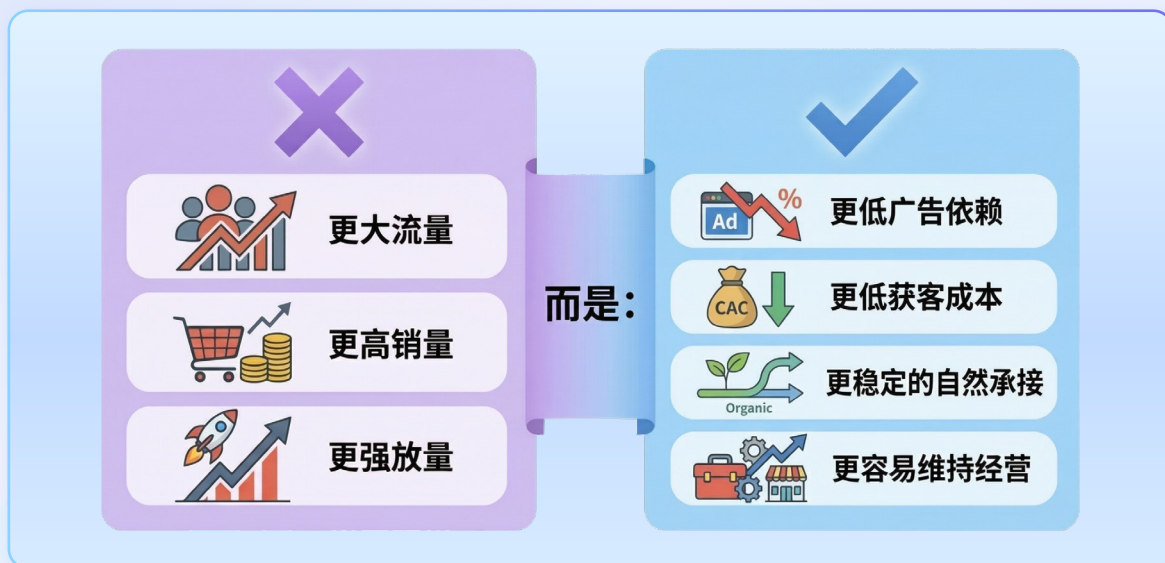 更大流量
更高销量
更强放量
而是：
Ad
%
更低广告依赖
CAC
更低获客成本
Organic
更稳定的自然承接
更容易维持经营